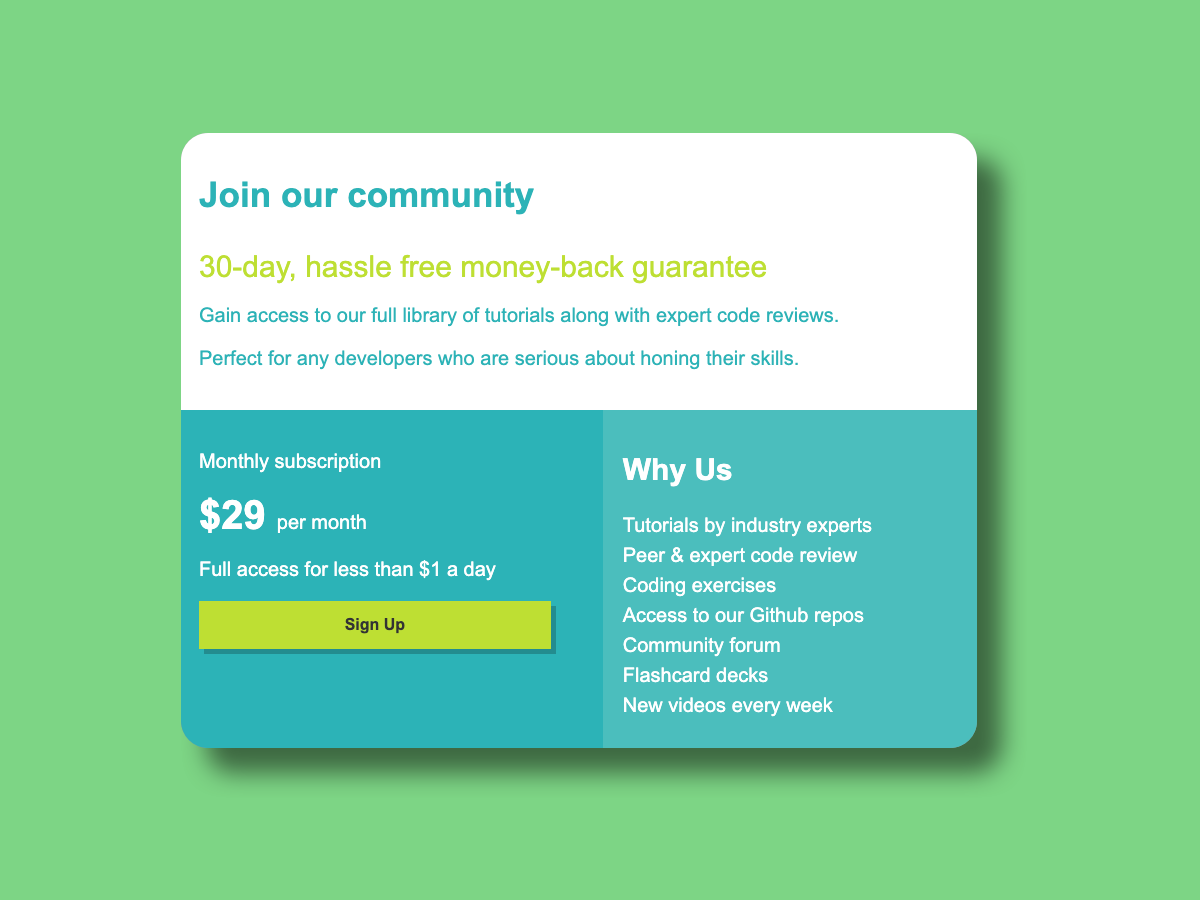 Join our community
30-day, hassle free money-back guarantee
Gain access to our full library of tutorials along with expert code reviews.
Perfect for any developers who are serious about honing their skills.
Monthly subscription
$29 per month
Full access for less than $1 a day
Sign Up
Why Us
Tutorials by industry experts
Peer & expert code review
Coding exercises
Access to our Github repos
Community forum
Flashcard decks
New videos every week